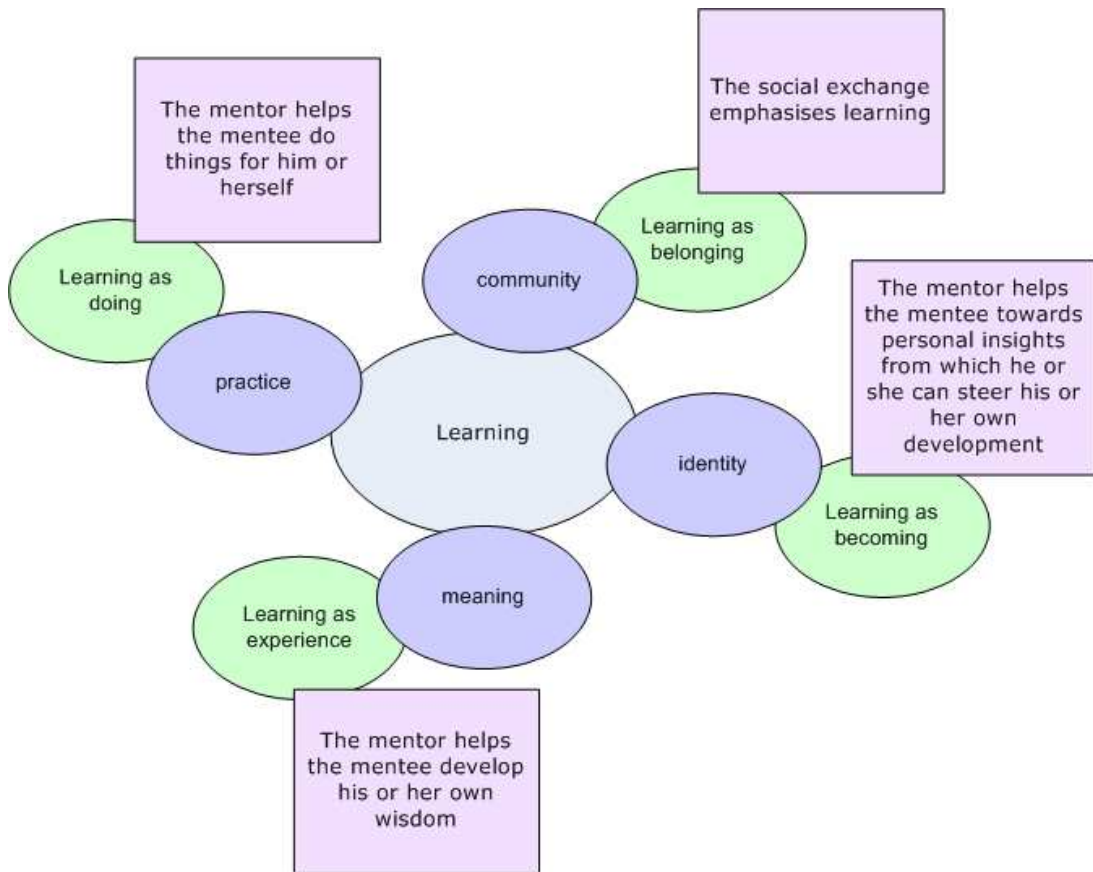 The mentor helps
the mentee do
things for him or
herself
The social exchange
emphasises learning
Learning as
doing
practice
community
Learning as
belonging
Learning
identity
The mentor helps
the mentee towards
personal insights
from which he or
she can steer his or
her own
development
Learning as
becoming
Learning as
experience
meaning
The mentor helps
the mentee develop
his or her own
wisdom